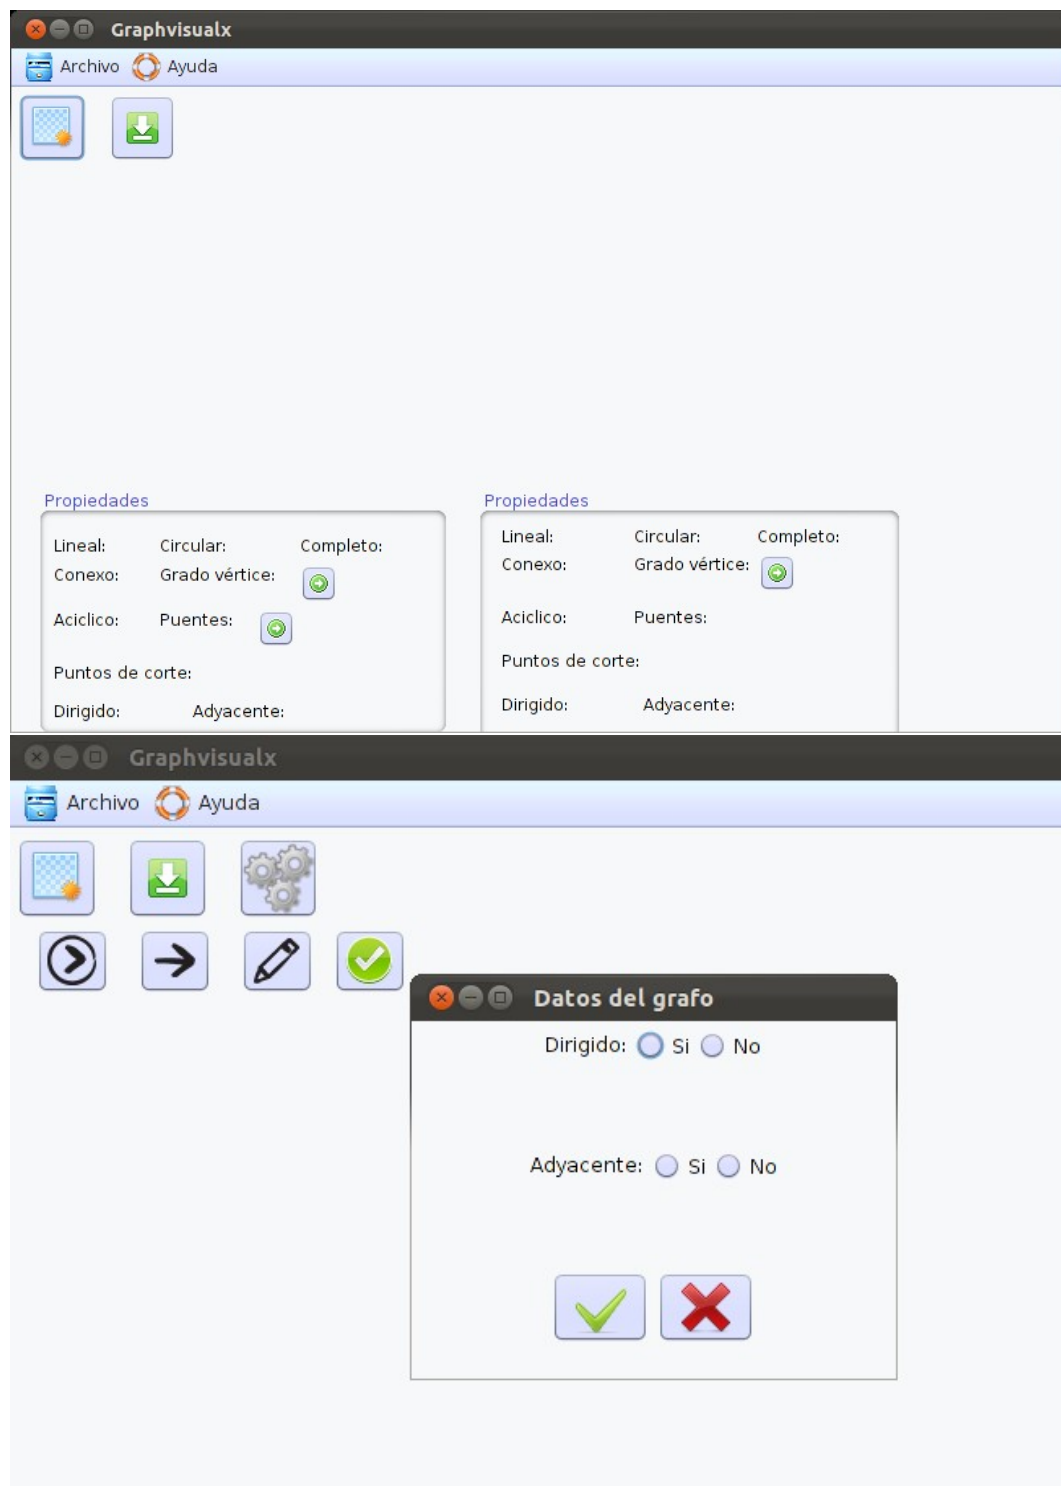 Graphvisualx
Archivo Ayuda
Propiedades
Lineal: Circular: Completo:
Conexo: Grado vértice:
Aciclico: Puentes:
Puntos de corte:
Dirigido: Adyacente:
Propiedades
Lineal: Circular: Completo:
Conexo: Grado vértice:
Aciclico: Puentes:
Puntos de corte:
Dirigido: Adyacente:
Graphvisualx
Archivo Ayuda
Datos del grafo
Dirigido: Si No
Adyacente: Si No